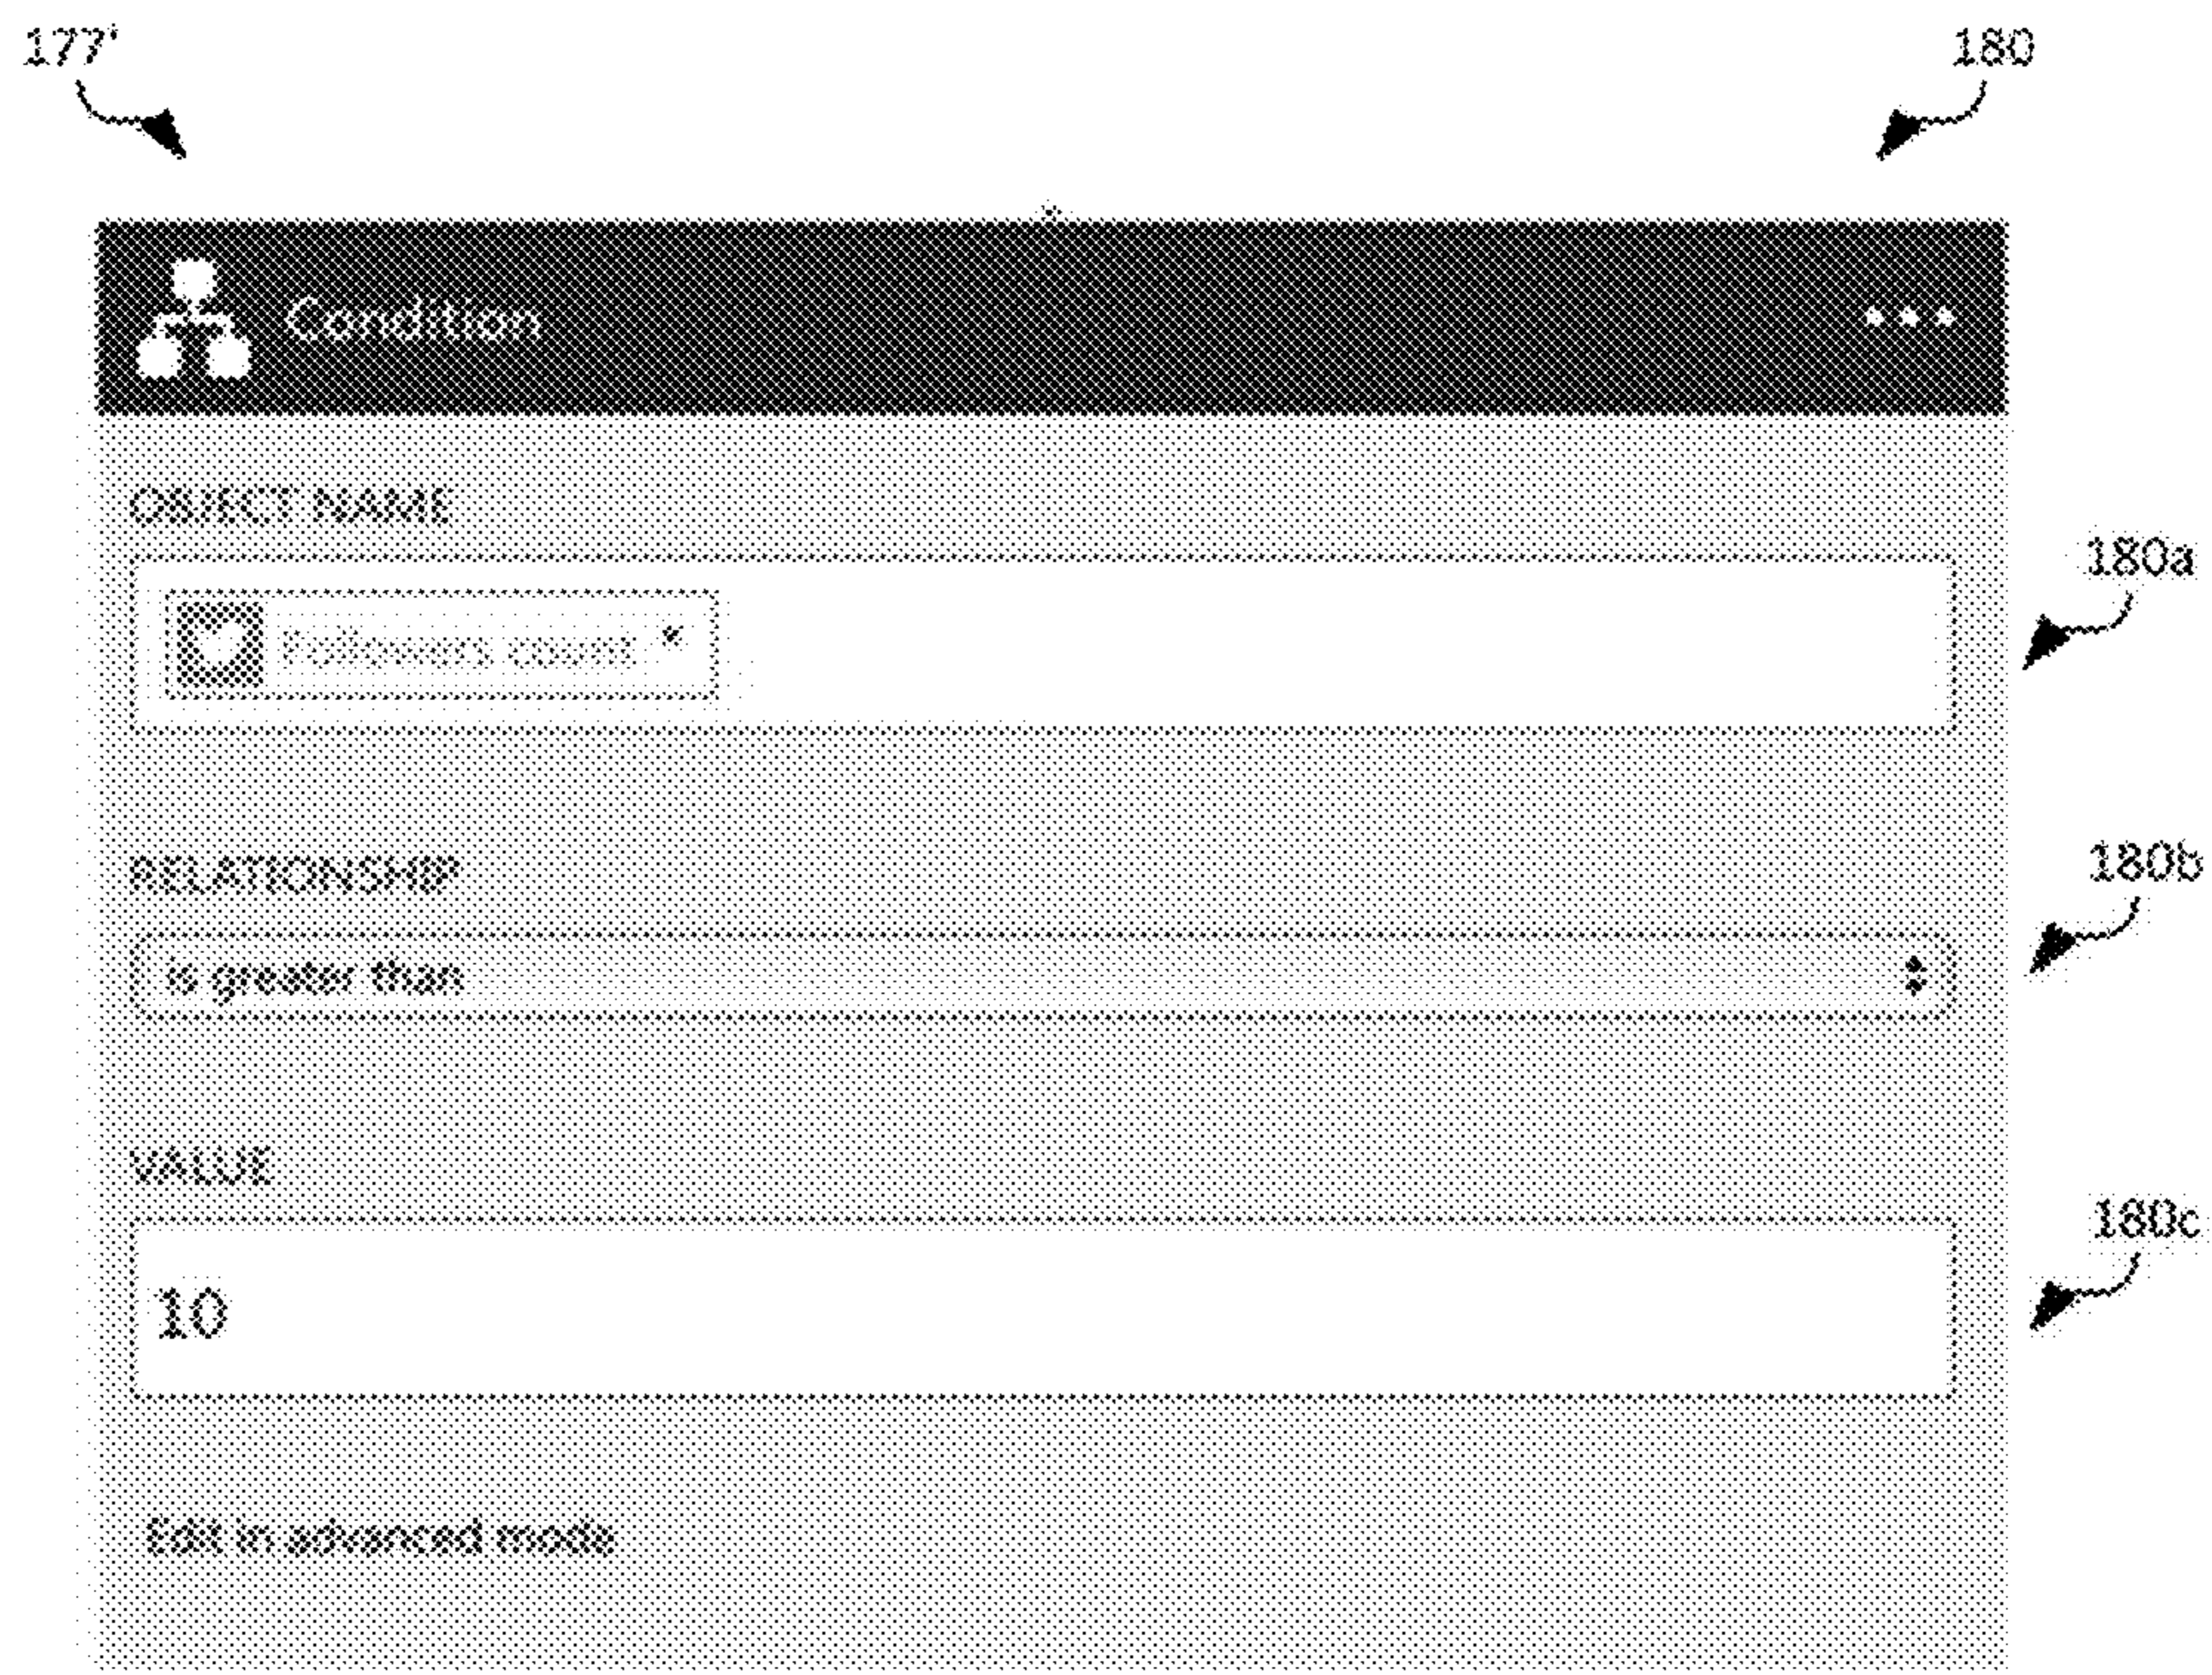 177'
180
Condition
OBJECT NAME
180a
Followers count
RELATIONSHIP
180b
is greater than
VALUE
180c
10
Edit in advanced mode